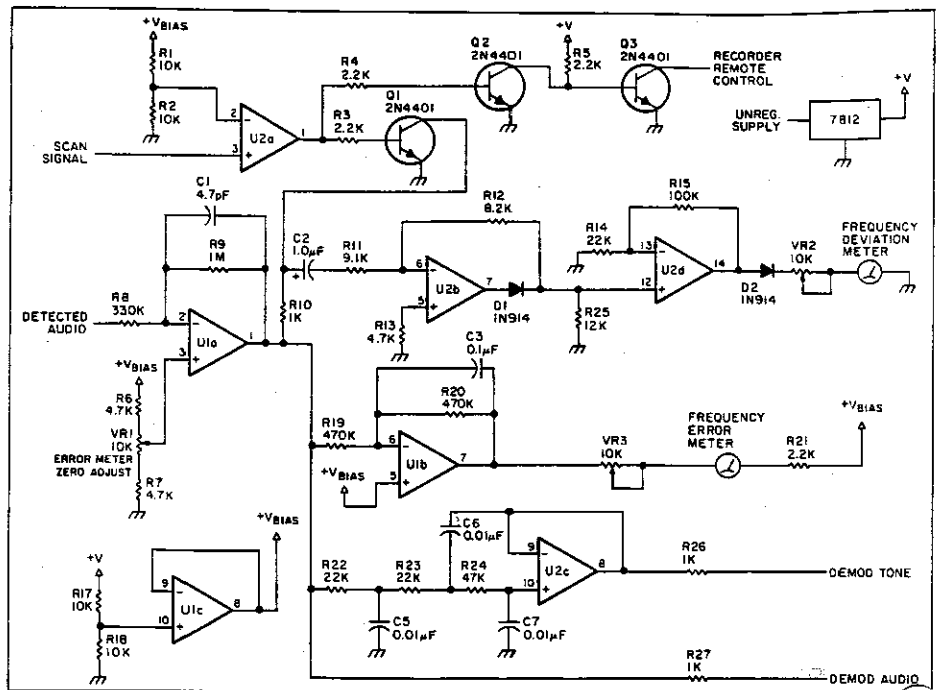 +VBIAS
R1
10K
R2
10K
SCAN
SIGNAL
2
3
1
U2a
R4
2.2K
R3
2.2K
Q1
2N4401
Q2
2N4401
+V
R5
2.2K
Q3
2N4401
RECORDER
REMOTE
CONTROL
UNREG.
SUPPLY
7812
+V
C1
4.7pF
R9
1M
R8
330K
DETECTED
AUDIO
2
3
1
U1a
+VBIAS
R6
4.7K
VR1
10K
ERROR METER
ZERO ADJUST
R7
4.7K
C2
1.0μF
+
R11
9.1K
R10
1K
R12
8.2K
6
5
7
U2b
R13
4.7K
D1
1N914
R14
22K
R15
100K
13
12
14
U2d
R25
12K
D2
1N914
VR2
10K
FREQUENCY
DEVIATION
METER
C3
0.1μF
R20
470K
R19
470K
6
5
7
U1b
+VBIAS
VR3
10K
FREQUENCY
ERROR
METER
R21
2.2K
+VBIAS
+V
R17
10K
R18
10K
9
10
8
U1c
+VBIAS
R22
22K
R23
22K
R24
47K
C6
0.01μF
C5
0.01μF
C7
0.01μF
9
10
8
U2c
R26
1K
DEMOD TONE
R27
1K
DEMOD AUDIO